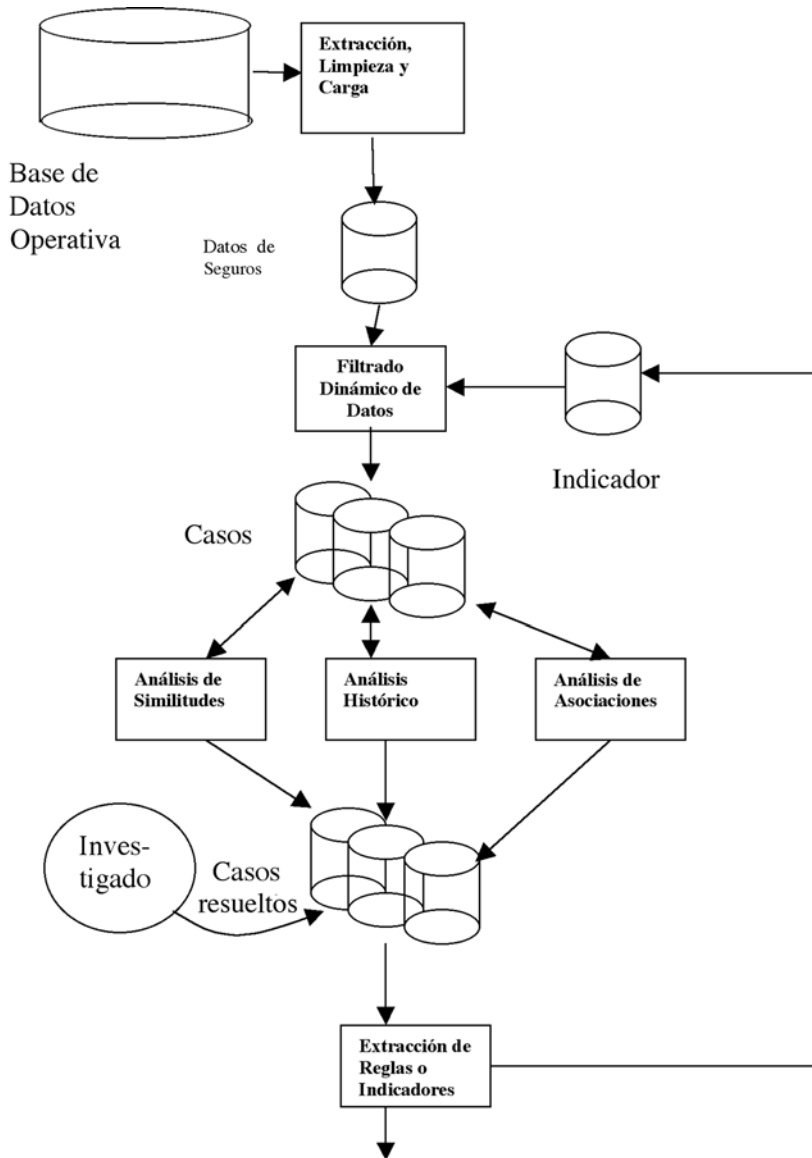 Extracción,
Limpieza y
Carga
Base de
Datos
Operativa
Datos de
Seguros
Filtrado
Dinámico de
Datos
Indicador
Casos
Análisis de
Similitudes
Análisis
Histórico
Análisis de
Asociaciones
Inves-
tigado
Casos
resueltos
Extracción de
Reglas o
Indicadores